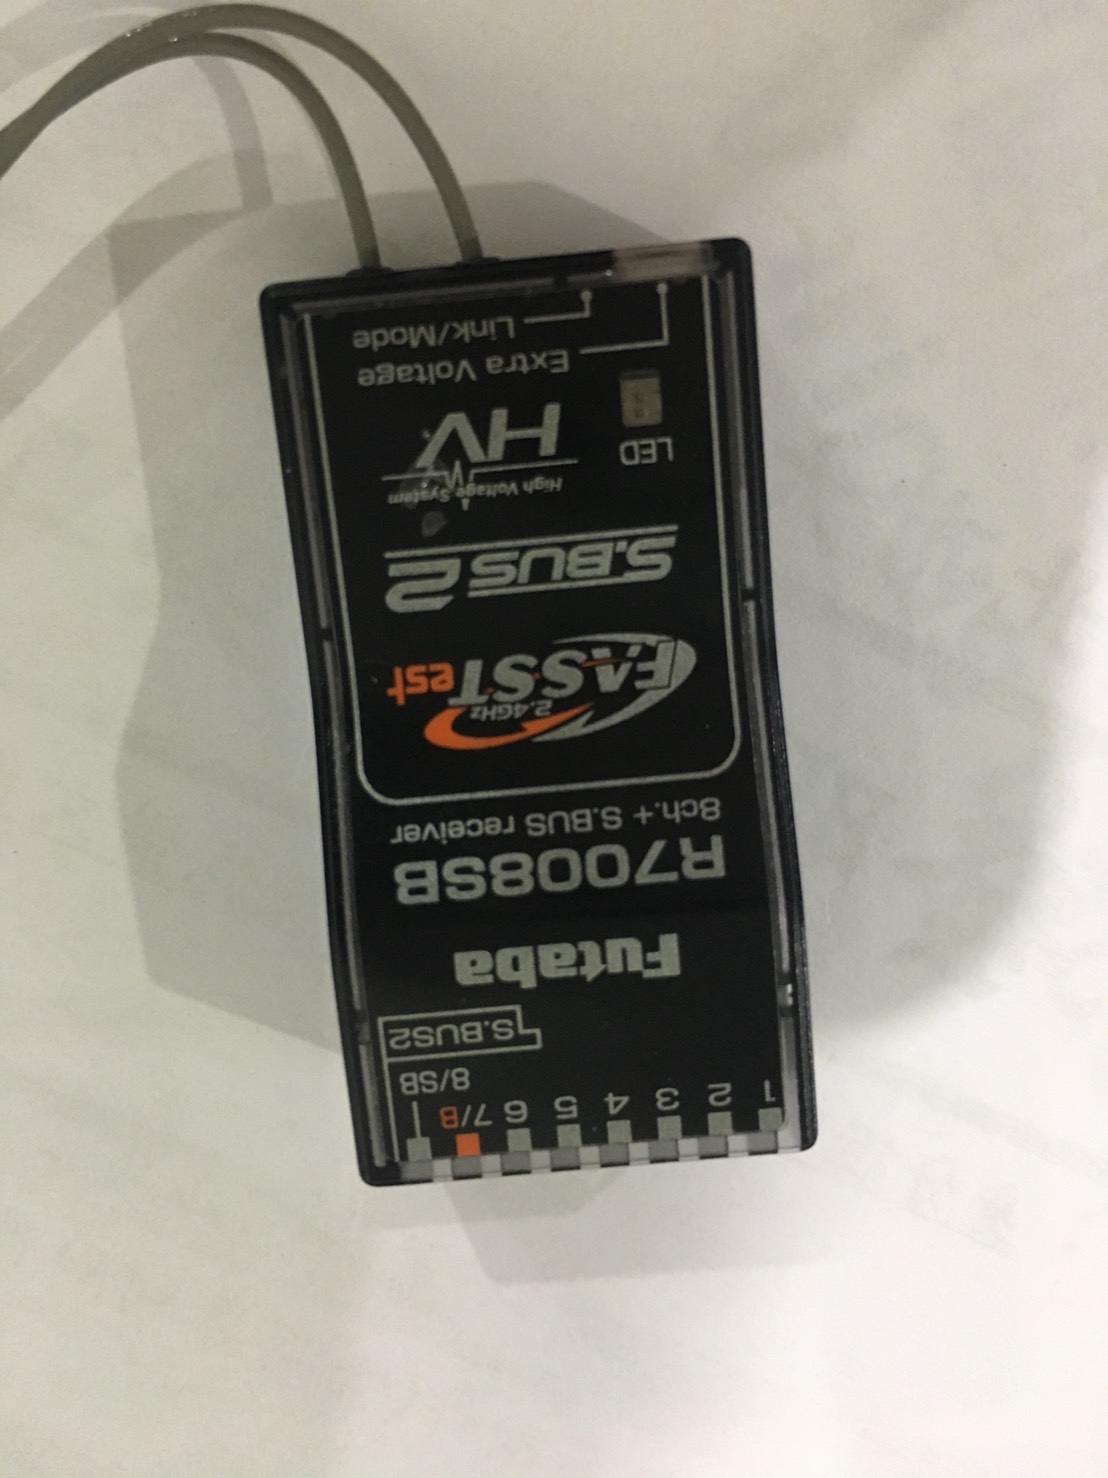 1 2 3 4 5 6 7/B 8/SB
S.BUS2
Futaba
R7008SB
8ch.+ S.BUS receiver
2.4GHz
FASSTest
S.BUS2
High Voltage System
HV
LED
Extra Voltage
Link/Mode